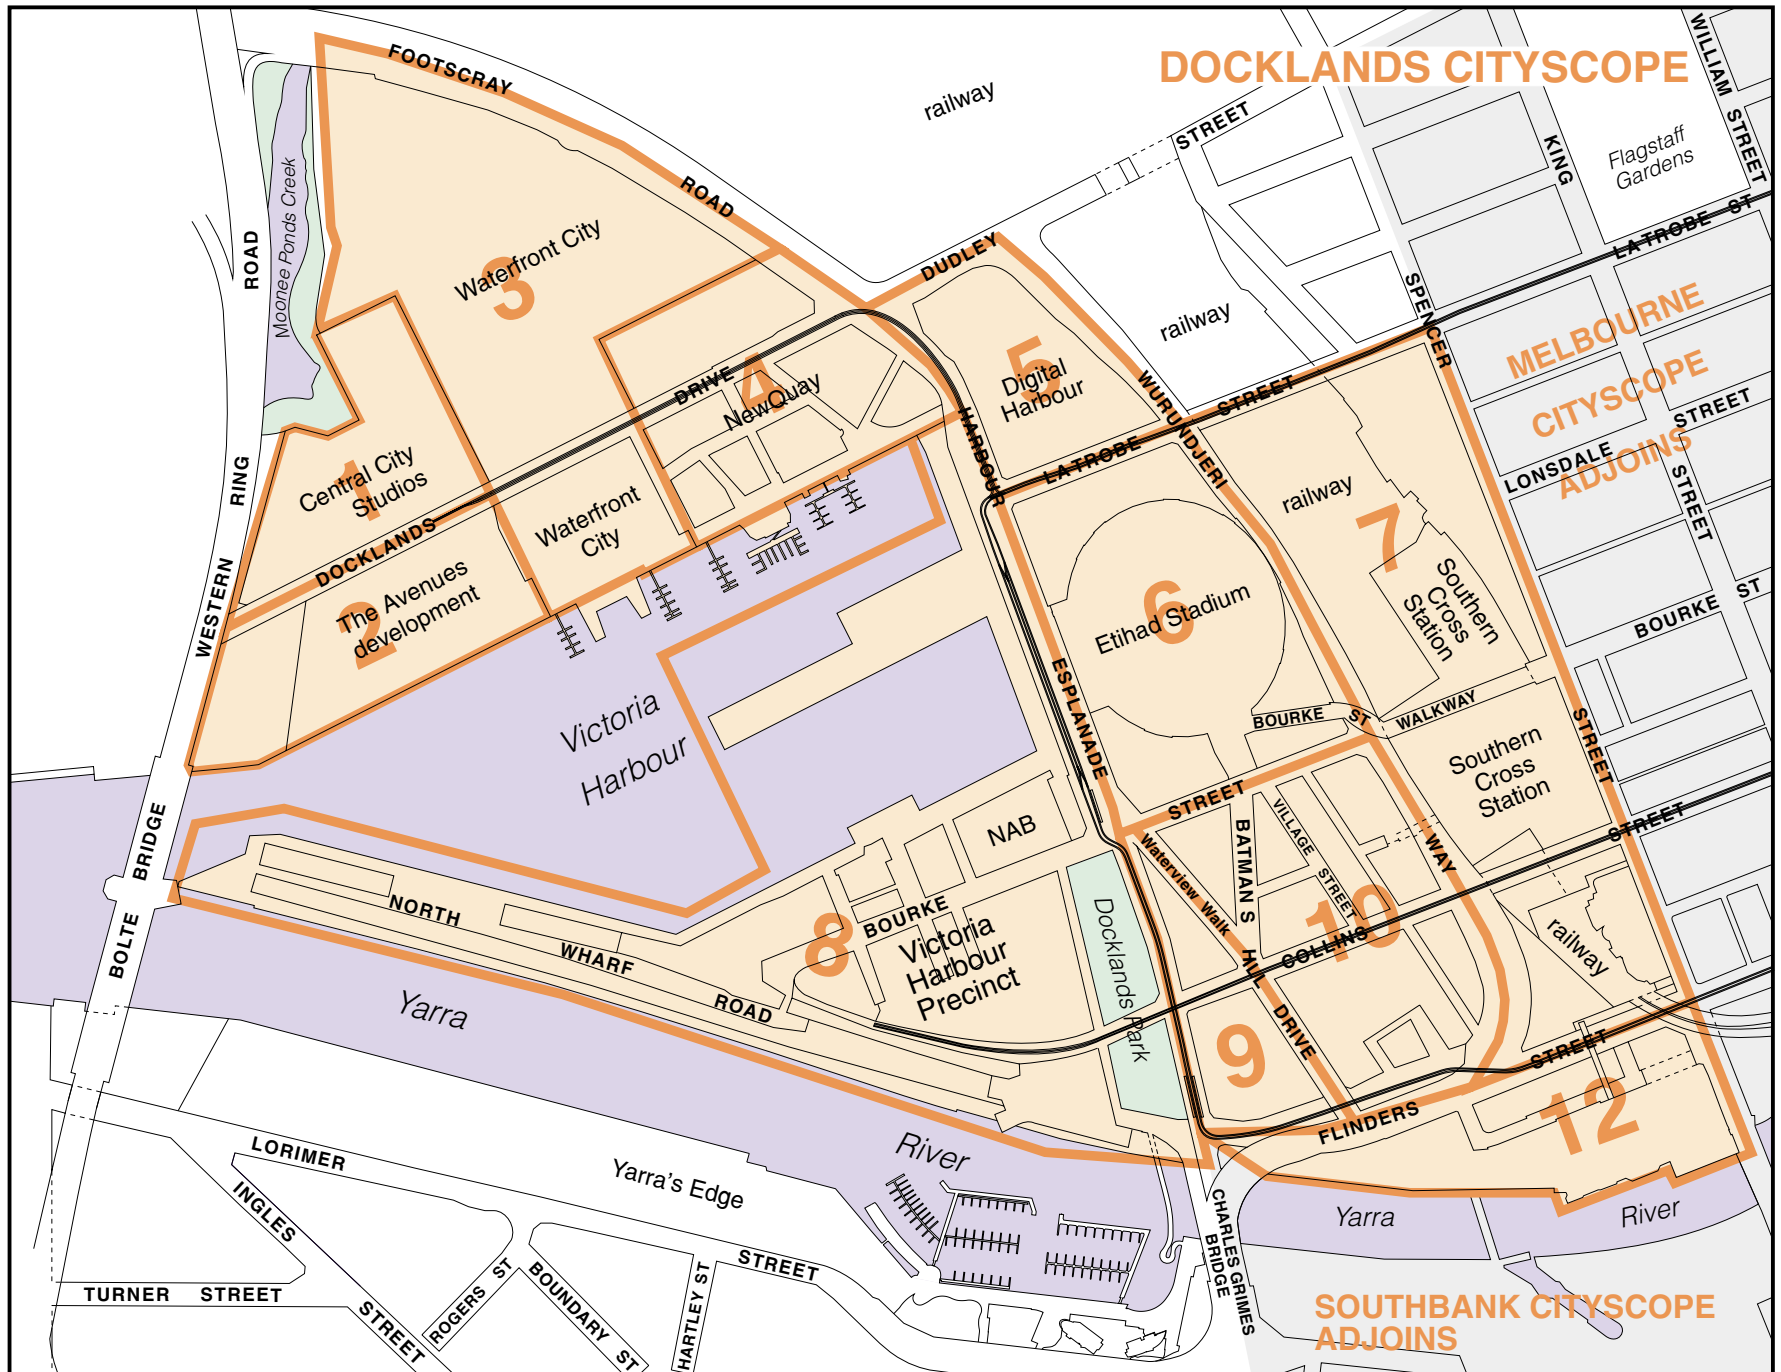 DOCKLANDS CITYSCOPE
WILLIAM STREET
FOOTSCRAY
ROAD
railway
STREET
KING
Flagstaff
Gardens
Moonee Ponds Creek
ROAD
LATROBE ST
DUDLEY
Waterfront City
3
railway
SPENCER
MELBOURNE
CITYSCOPE
ADJOINS
5
Digital
Harbour
4
NewQuay
DRIVE
WURUNDJERI
STREET
STREET
LATROBE
HARBOUR
LONSDALE
STREET
1
Central City
Studios
RING
Waterfront
City
DOCKLANDS
railway
7
Southern
Cross
Station
2
The Avenues
development
WESTERN
6
Etihad Stadium
BOURKE ST
ESPLANADE
Victoria
Harbour
BOURKE ST WALKWAY
Southern
Cross
Station
STREET
STREET
STREET
NAB
BATMANS
VILLAGE
STREET
Waterview Walk
WAY
BRIDGE
BOLTE
NORTH
WHARF
ROAD
8
BOURKE
Victoria
Harbour
Precinct
Docklands Park
10
COLLINS
HILL
DRIVE
railway
Yarra
9
STREET
FLINDERS
12
River
LORIMER
Yarra's Edge
INGLES
STREET
CHARLES GRIMES
BRIDGE
Yarra
River
TURNER STREET
ROGERS ST
BOUNDARY ST
HARTLEY ST
STREET
SOUTHBANK CITYSCOPE
ADJOINS